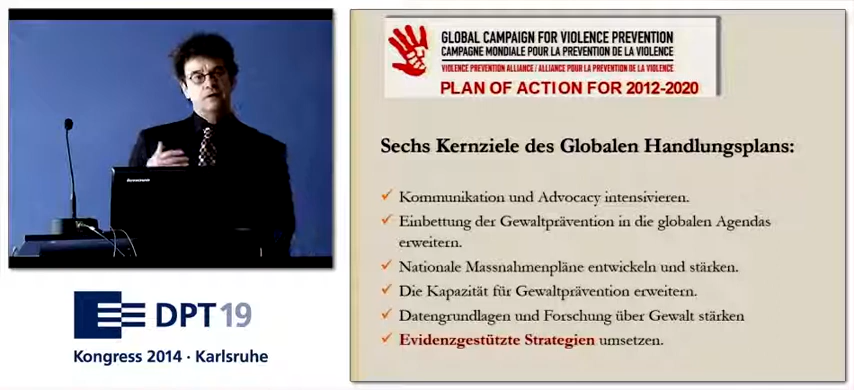 lenovo
DPT19
Kongress 2014 · Karlsruhe
GLOBAL CAMPAIGN FOR VIOLENCE PREVENTION
CAMPAGNE MONDIALE POUR LA PREVENTION DE LA VIOLENCE
VIOLENCE PREVENTION ALLIANCE / ALLIANCE POUR LA PREVENTION DE LA VIOLENCE
PLAN OF ACTION FOR 2012-2020
Sechs Kernziele des Globalen Handlungsplans:
Kommunikation und Advocacy intensivieren.
Einbettung der Gewaltprävention in die globalen Agendas
erweitern.
Nationale Massnahmenpläne entwickeln und stärken.
Die Kapazität für Gewaltprävention erweitern.
Datengrundlagen und Forschung über Gewalt stärken
Evidenzgestützte Strategien umsetzen.